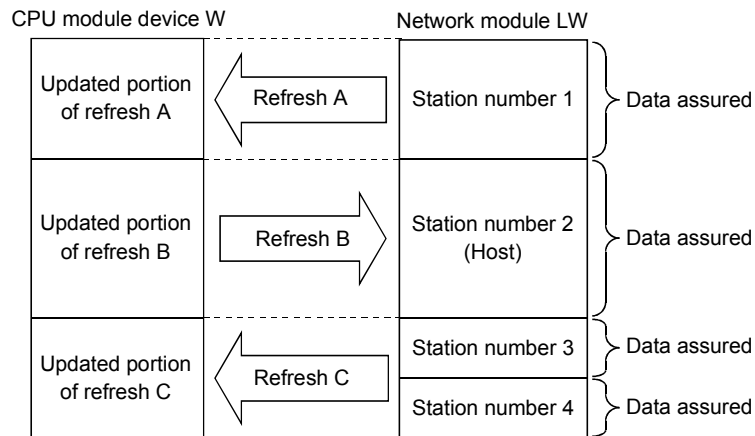 CPU module device W
Network module LW
Updated portion
of refresh A
Refresh A
Station number 1
Data assured
Updated portion
of refresh B
Refresh B
Station number 2
(Host)
Data assured
Updated portion
of refresh C
Refresh C
Station number 3
Data assured
Station number 4
Data assured